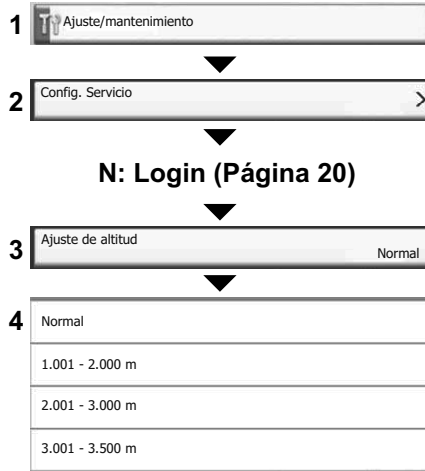 1 Ajuste/mantenimiento
2 Config. Servicio
N: Login (Página 20)
3 Ajuste de altitud
Normal
4 Normal
1.001 - 2.000 m
2.001 - 3.000 m
3.001 - 3.500 m